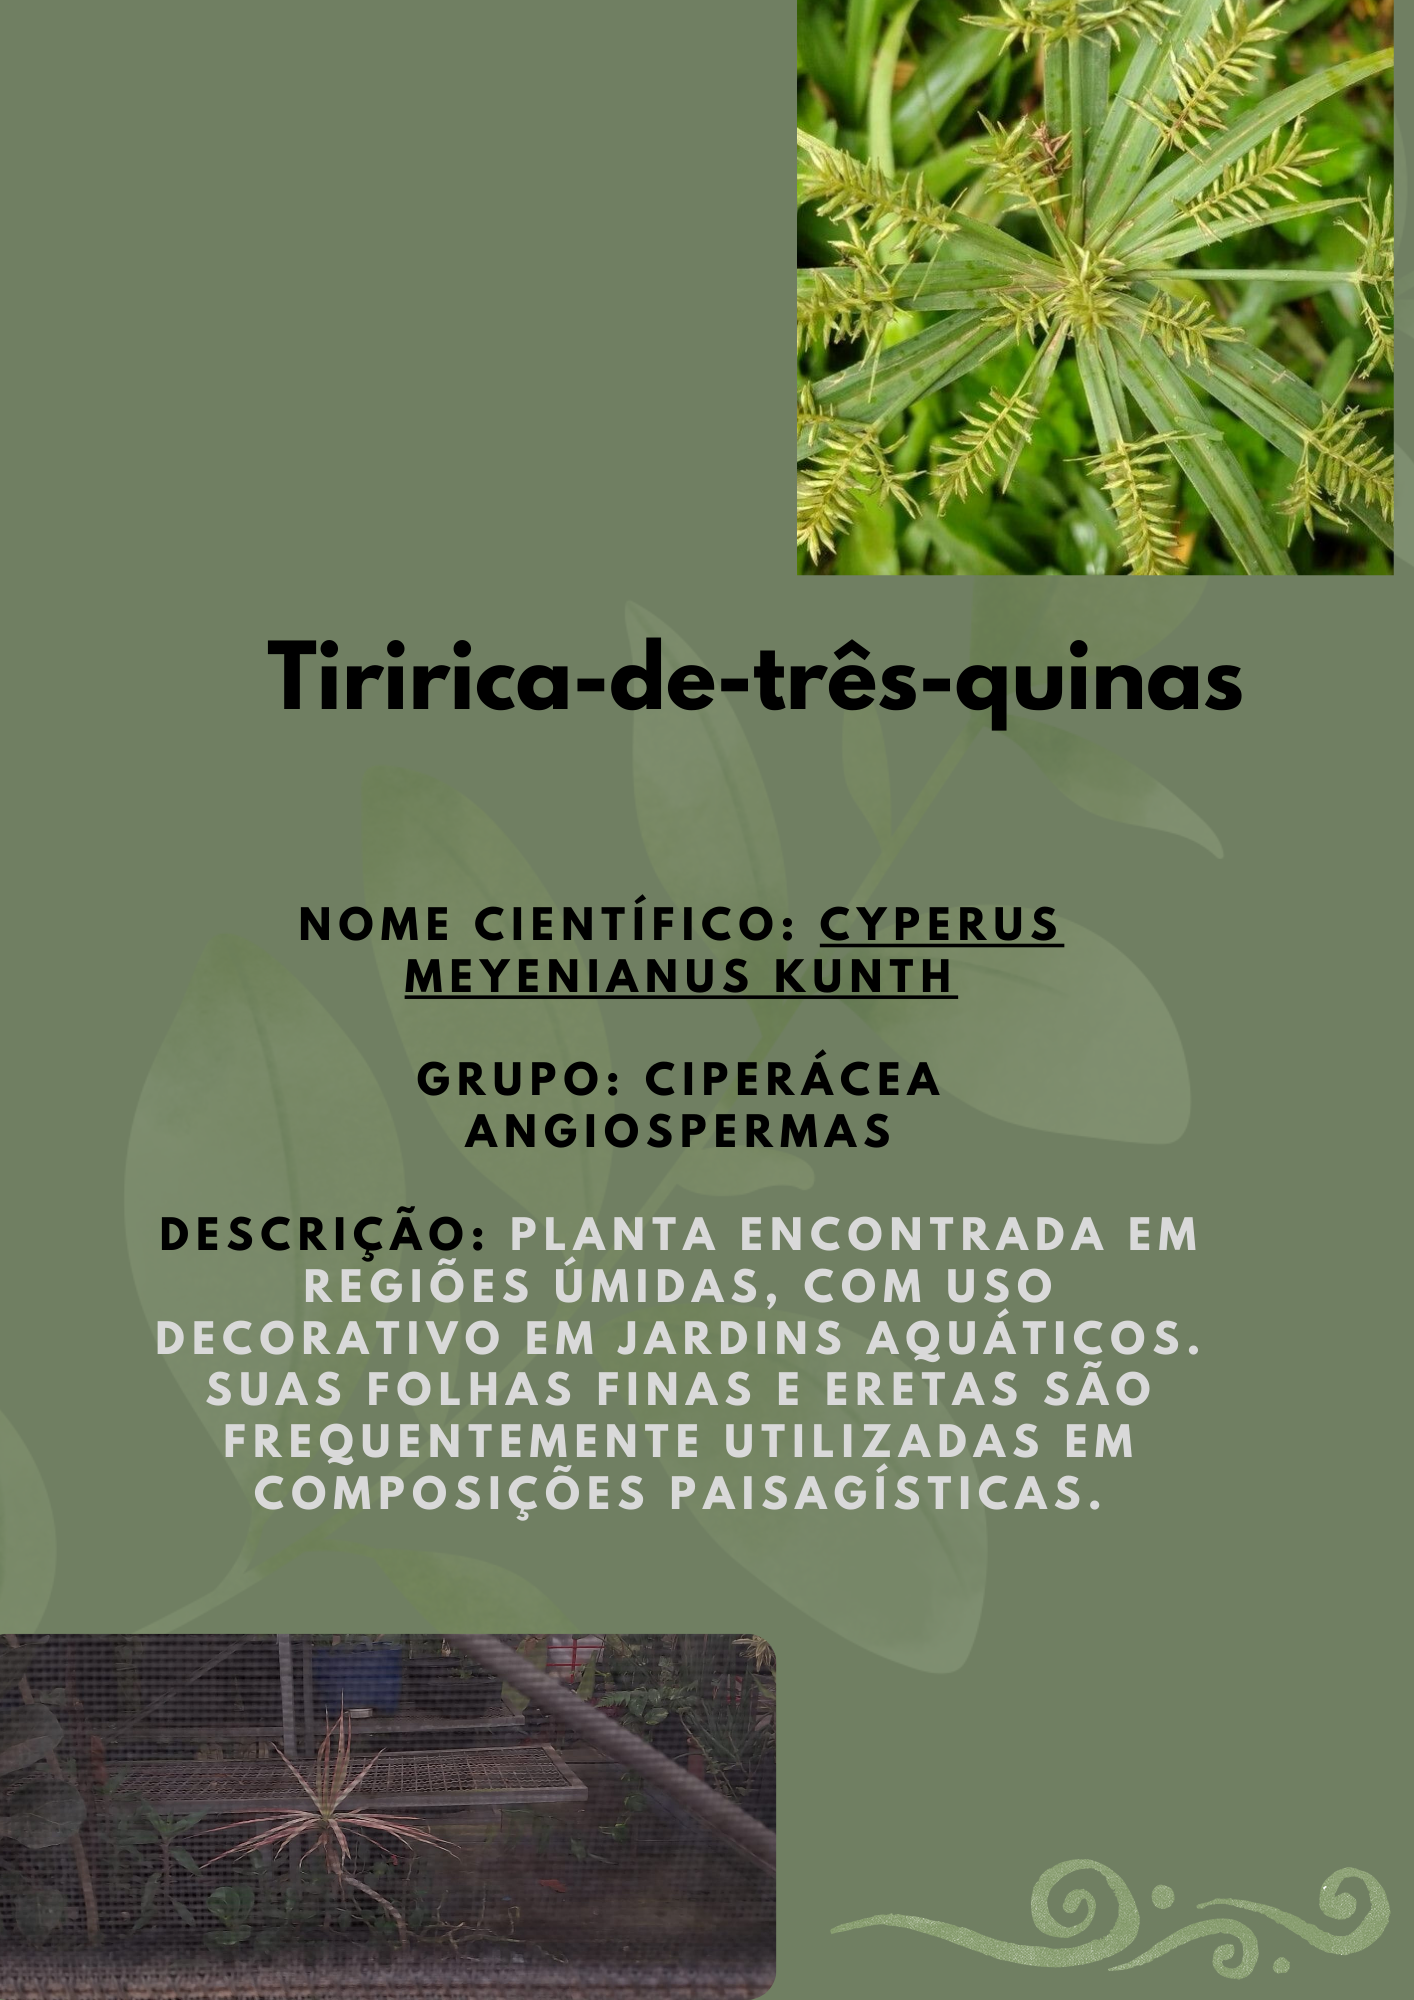 Tiririca-de-três-quinas
NOME CIENTÍFICO: CYPERUS
MEYENIANUS KUNTH
GRUPO: CIPERÁCEA
ANGIOSPERMAS
DESCRIÇÃO: PLANTA ENCONTRADA EM
REGIÕES ÚMIDAS, COM USO
DECORATIVO EM JARDINS AQUÁTICOS.
SUAS FOLHAS FINAS E ERETAS SÃO
FREQUENTEMENTE UTILIZADAS EM
COMPOSIÇÕES PAISAGÍSTICAS.